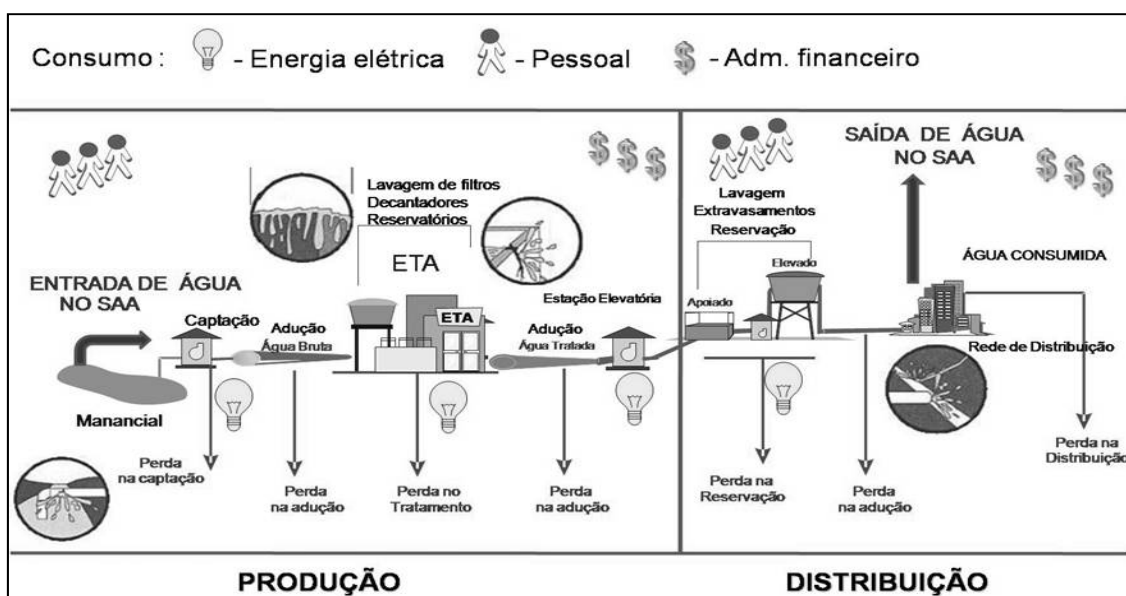 Consumo : - Energia elétrica - Pessoal $ - Adm. financeiro
$ $ $
Lavagem de filtros
Decantadores
Reservatórios
ETA
ENTRADA DE ÁGUA
NO SAA
Captação
Adução
Água Bruta
ETA
Estação Elevatória
Adução
Água Tratada
Manancial
Perda
na captação
Perda
na adução
Perda no
Tratamento
Perda
na adução
PRODUÇÃO
SAÍDA DE ÁGUA
NO SAA
$ $ $
Lavagem
Extravasamentos
Reservação
Elevado
Apoiado
ÁGUA CONSUMIDA
Rede de Distribuição
Perda na
Reservação
Perda
na adução
Perda na
Distribuição
DISTRIBUIÇÃO